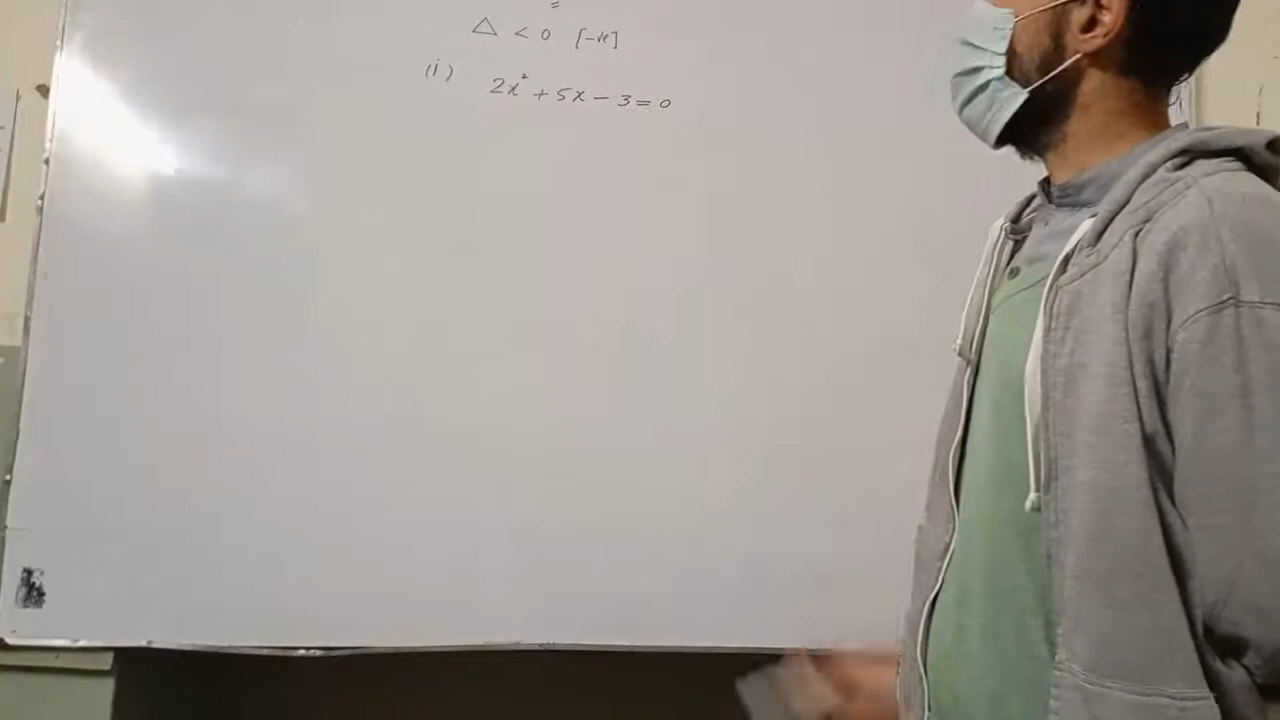 △ < 0 [-ve]
(i) 2x² + 5x - 3 = 0